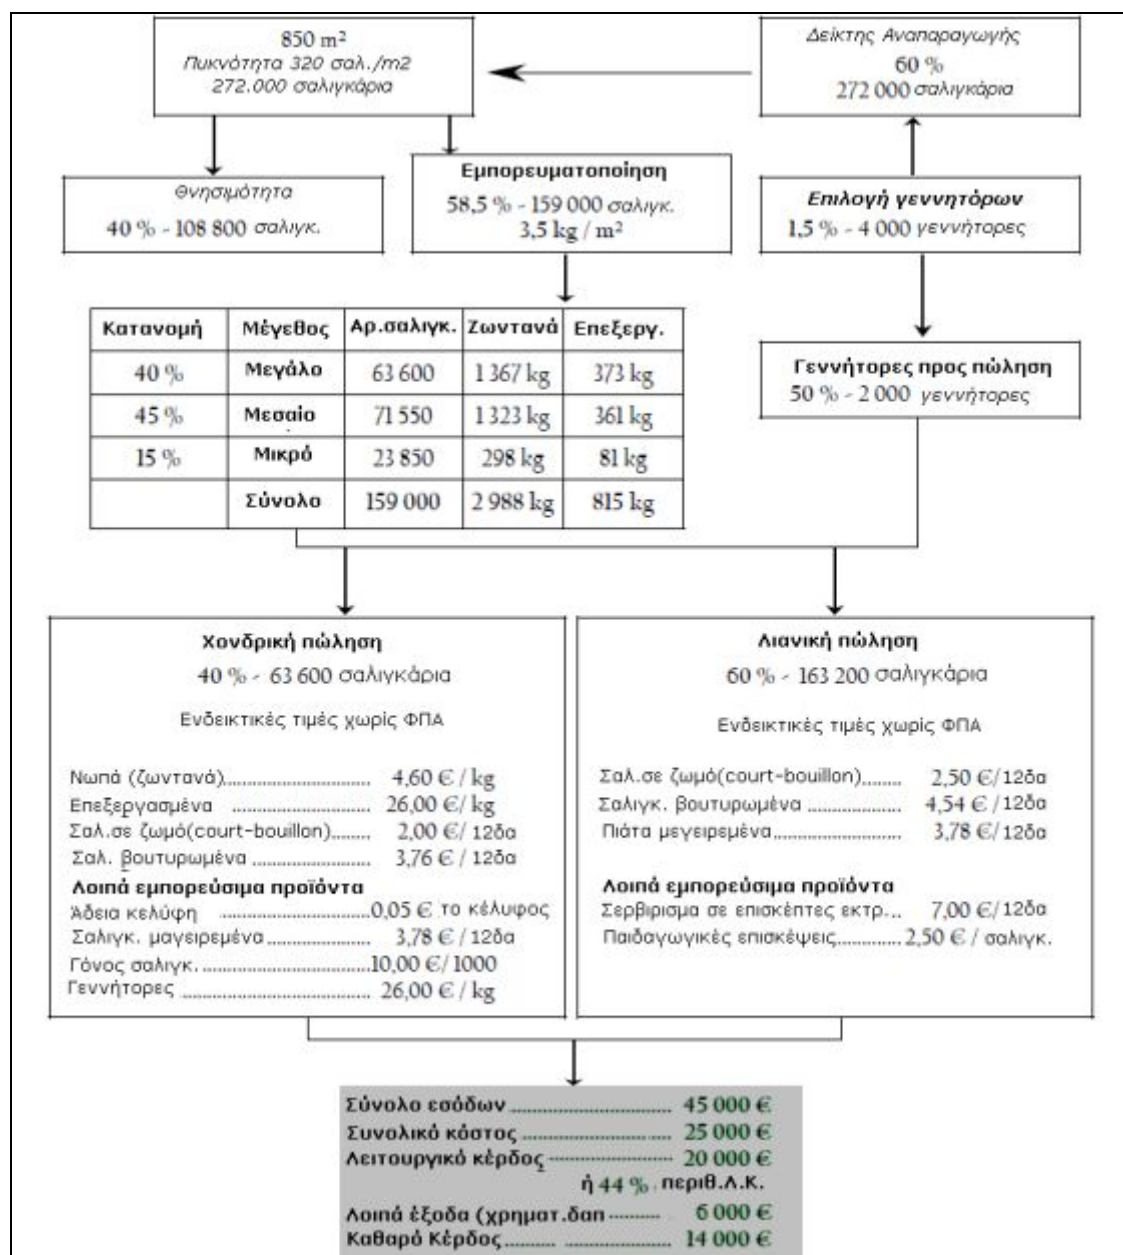 850 m²
Πυκνότητα 320 σαλ./m2
272.000 σαλιγκάρια
Δείκτης Αναπαραγωγής
60 %
272 000 σαλιγκάρια
Θνησιμότητα
40 % - 108 800 σαλιγκ.
Εμπορευματοποίηση
58,5 % - 159 000 σαλιγκ.
3,5 kg / m²
Επιλογή γεννητόρων
1,5 % - 4 000 γεννήτορες
Γεννήτορες προς πώληση
50 % - 2 000 γεννήτορες
Κατανομή Μέγεθος Αρ.σαλιγκ. Ζωντανά Επεξεργ.
40 % Μεγάλο 63 600 1 367 kg 373 kg
45 % Μεσαίο 71 550 1 323 kg 361 kg
15 % Μικρό 23 850 298 kg 81 kg
Σύνολο 159 000 2 988 kg 815 kg
Χονδρική πώληση
40 % - 63 600 σαλιγκάρια
Ενδεικτικές τιμές χωρίς ΦΠΑ
Νωπά (ζωντανά) 4,60 € / kg
Επεξεργασμένα 26,00 € / kg
Σαλ.σε ζωμό(court-bouillon) 2,00 € / 12δα
Σαλ. βουτυρωμένα 3,76 € / 12δα
Λοιπά εμπορεύσιμα προϊόντα
Άδεια κελύφη 0,05 € το κέλυφος
Σαλιγκ. μαγειρεμένα 3,78 € / 12δα
Γόνος σαλιγκ. 10,00 € / 1000
Γεννήτορες 26,00 € / kg
Λιανική πώληση
60 % - 163 200 σαλιγκάρια
Ενδεικτικές τιμές χωρίς ΦΠΑ
Σαλ.σε ζωμό(court-bouillon) 2,50 € / 12δα
Σαλιγκ. βουτυρωμένα 4,54 € / 12δα
Πιάτα μεγειρεμένα 3,78 € / 12δα
Λοιπά εμπορεύσιμα προϊόντα
Σερβιρισμα σε επισκέπτες εκτρ... 7,00 € / 12δα
Παιδαγωγικές επισκέψεις 2,50 € / σαλιγκ.
Σύνολο εσόδων 45 000 €
Συνολικό κόστος 25 000 €
Λειτουργικό κέρδος 20 000 €
ή 44 % . περιθ.Λ.Κ.
Λοιπά έξοδα (χρηματ.δαπ 6 000 €
Καθαρό Κέρδος 14 000 €